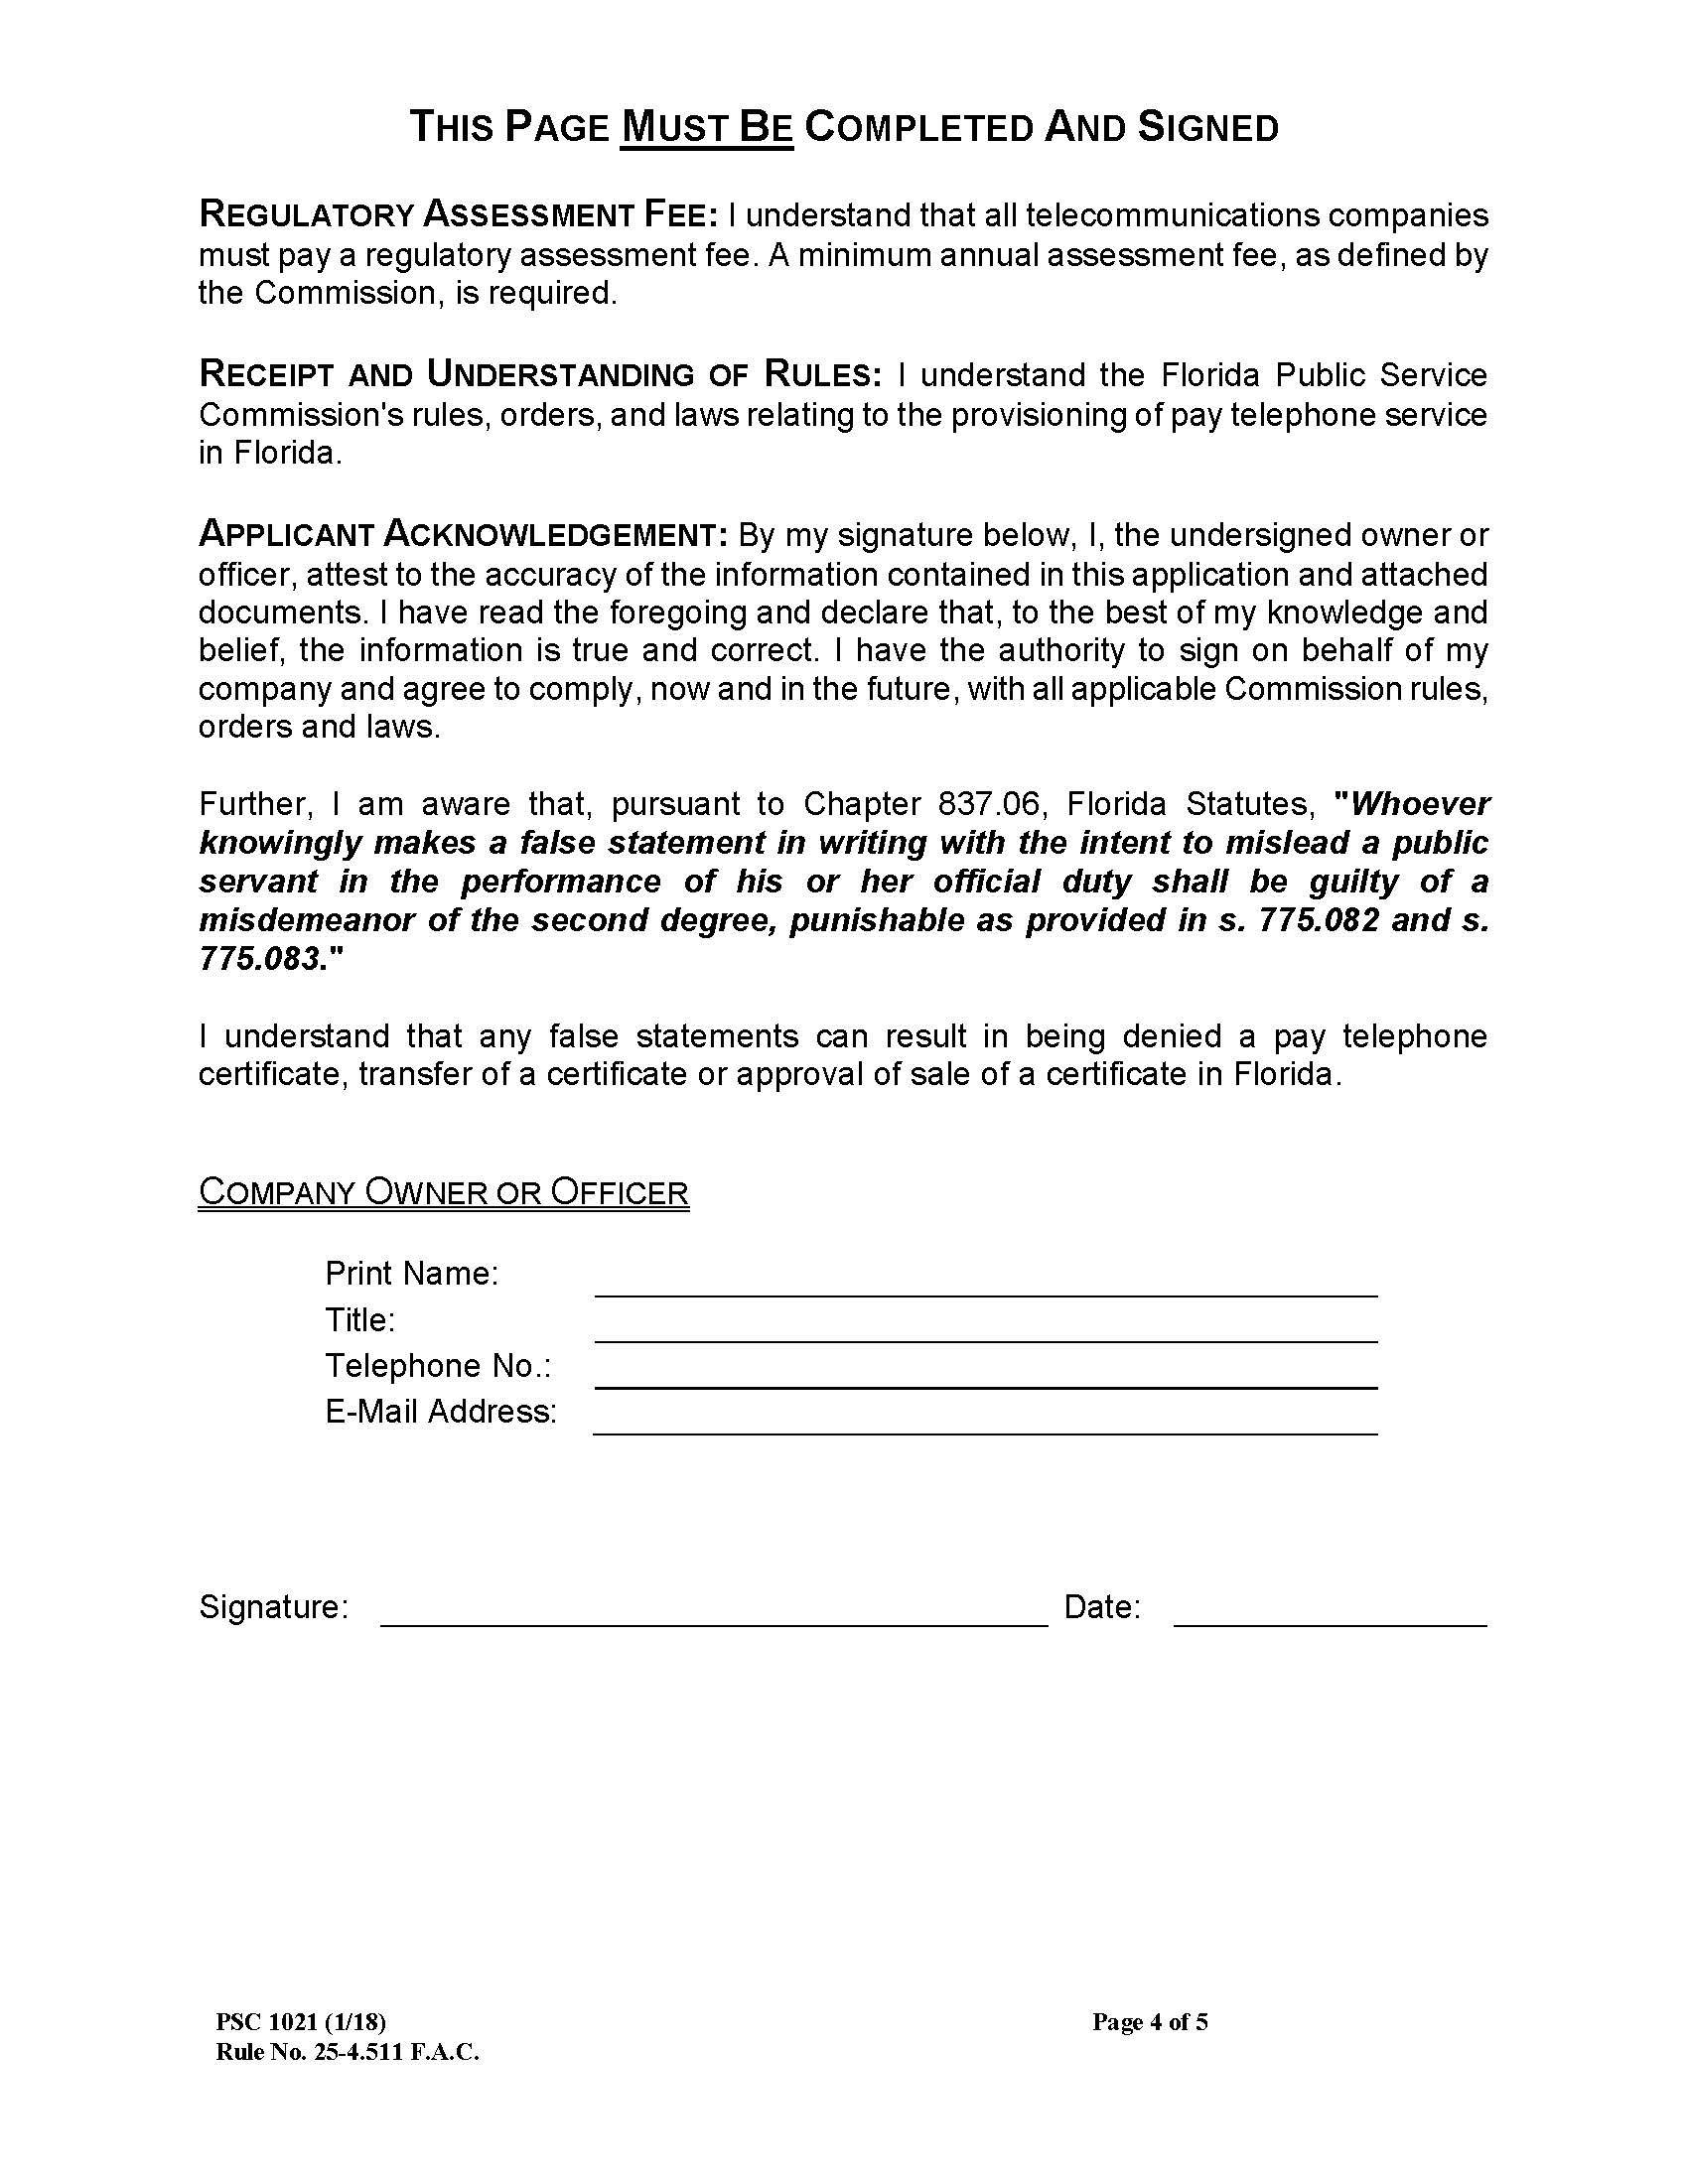 THIS PAGE MUST BE COMPLETED AND SIGNED
REGULATORY ASSESSMENT FEE: I understand that all telecommunications companies
must pay a regulatory assessment fee. A minimum annual assessment fee, as defined by
the Commission, is required.
RECEIPT AND UNDERSTANDING OF RULES: I understand the Florida Public Service
Commission's rules, orders, and laws relating to the provisioning of pay telephone service
in Florida.
APPLICANT ACKNOWLEDGEMENT: By my signature below, I, the undersigned owner or
officer, attest to the accuracy of the information contained in this application and attached
documents. I have read the foregoing and declare that, to the best of my knowledge and
belief, the information is true and correct. I have the authority to sign on behalf of my
company and agree to comply, now and in the future, with all applicable Commission rules,
orders and laws.
Further, I am aware that, pursuant to Chapter 837.06, Florida Statutes, "Whoever
knowingly makes a false statement in writing with the intent to mislead a public
servant in the performance of his or her official duty shall be guilty of a
misdemeanor of the second degree, punishable as provided in s. 775.082 and s.
775.083."
I understand that any false statements can result in being denied a pay telephone
certificate, transfer of a certificate or approval of sale of a certificate in Florida.
COMPANY OWNER OR OFFICER
Print Name:
Title:
Telephone No.:
E-Mail Address:
Signature: Date:
PSC 1021 (1/18) Page 4 of 5
Rule No. 25-4.511 F.A.C.